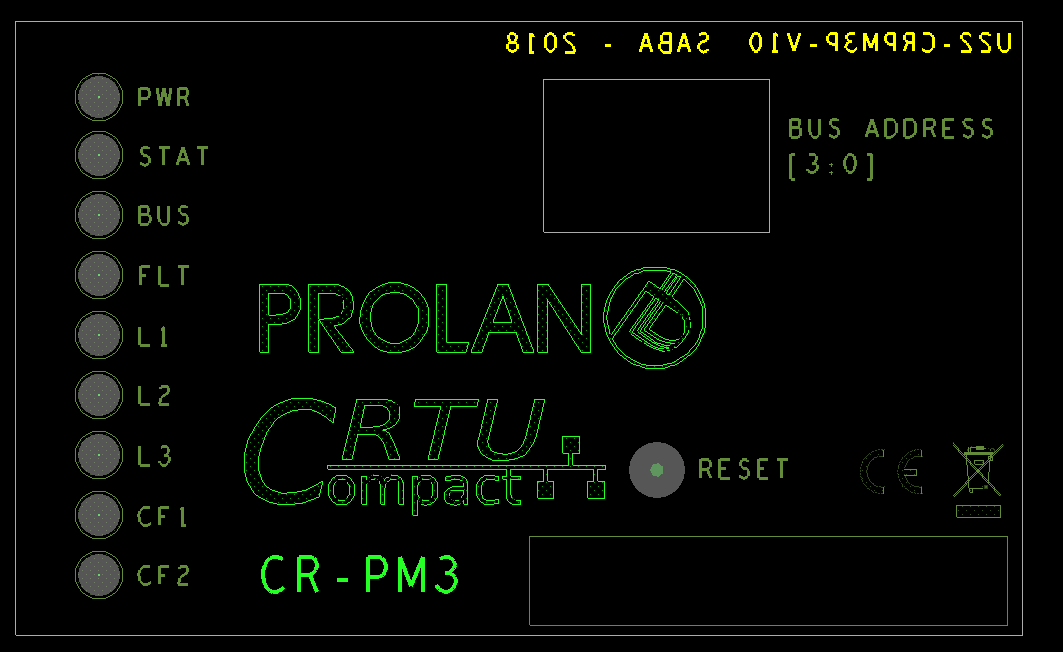 U22-CRPM3P-V10 SABA - 2018
PWR
STAT
BUS
FLT
L1
L2
L3
CF1
CF2
BUS ADDRESS
[3:0]
PROLAN
CRTU
Compact
RESET
CE
CR-PM3